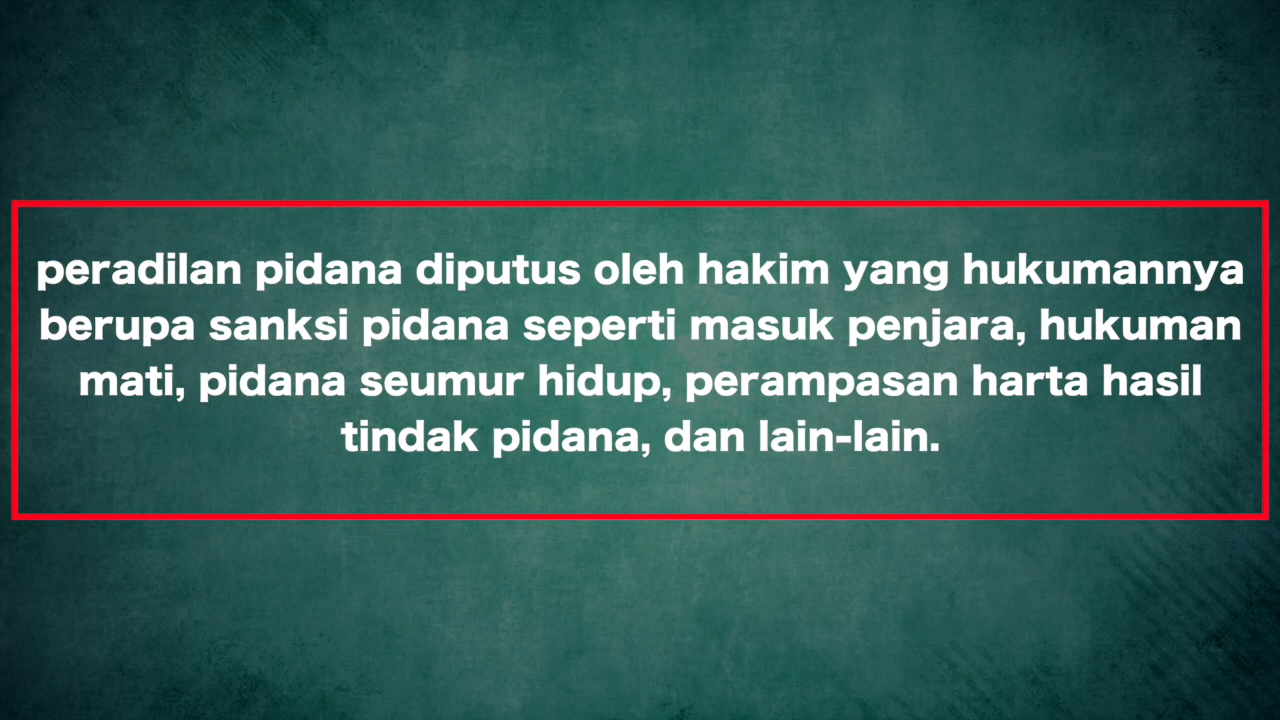 peradilan pidana diputus oleh hakim yang hukumannya
berupa sanksi pidana seperti masuk penjara, hukuman
mati, pidana seumur hidup, perampasan harta hasil
tindak pidana, dan lain-lain.